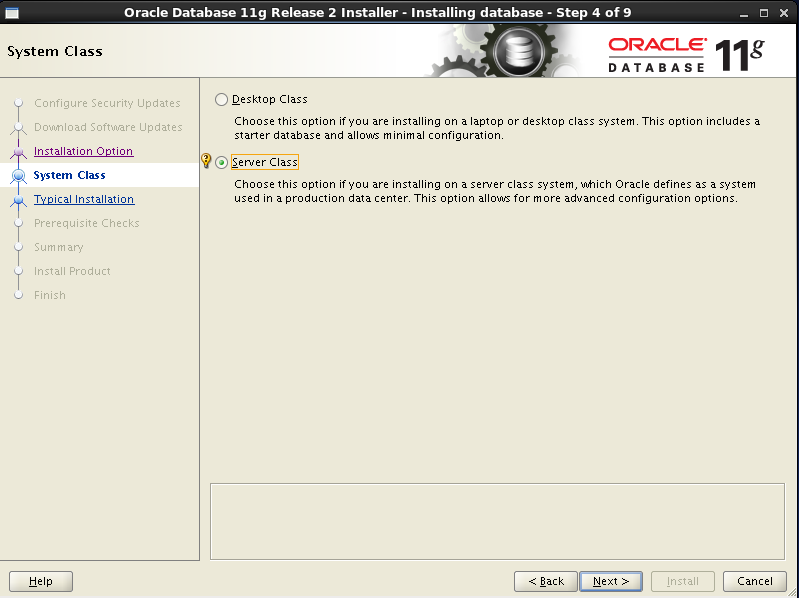 Oracle Database 11g Release 2 Installer - Installing database - Step 4 of 9
System Class
ORACLE
DATABASE
11g
Configure Security Updates
Download Software Updates
Installation Option
System Class
Typical Installation
Prerequisite Checks
Summary
Install Product
Finish
Desktop Class
Choose this option if you are installing on a laptop or desktop class system. This option includes a
starter database and allows minimal configuration.
Server Class
Choose this option if you are installing on a server class system, which Oracle defines as a system
used in a production data center. This option allows for more advanced configuration options.
Help
< Back
Next >
Install
Cancel